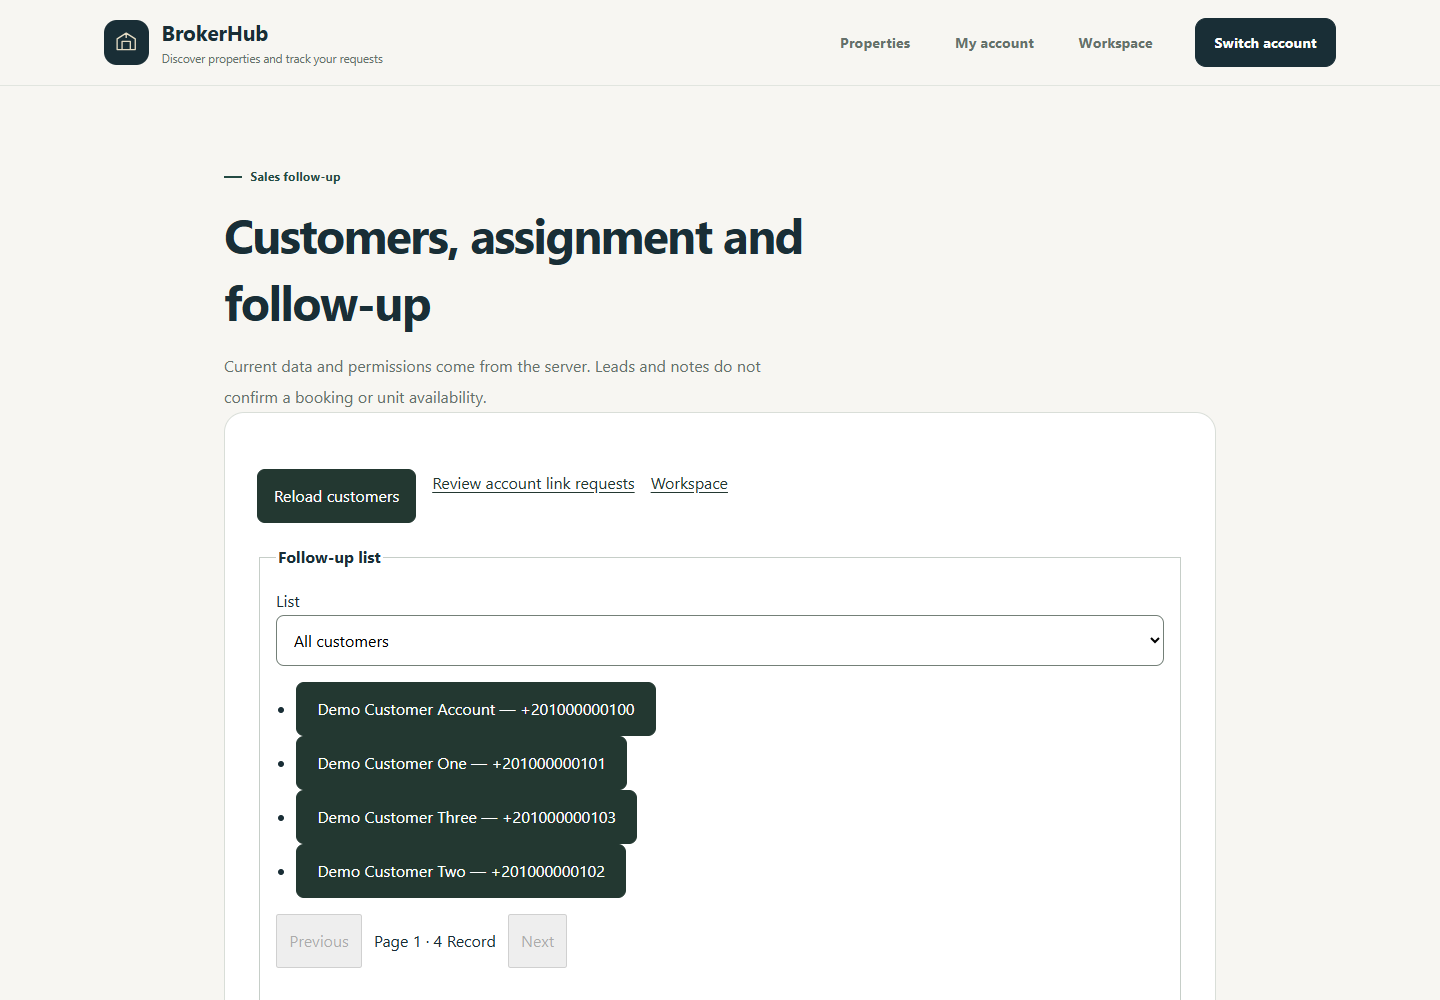 BrokerHub
Discover properties and track your requests
Properties
My account
Workspace
Switch account
Sales follow-up
Customers, assignment and
follow-up
Current data and permissions come from the server. Leads and notes do not
confirm a booking or unit availability.
Reload customers
Review account link requests
Workspace
Follow-up list
List
All customers
Demo Customer Account — +201000000100
Demo Customer One — +201000000101
Demo Customer Three — +201000000103
Demo Customer Two — +201000000102
Previous
Page 1 · 4 Record
Next